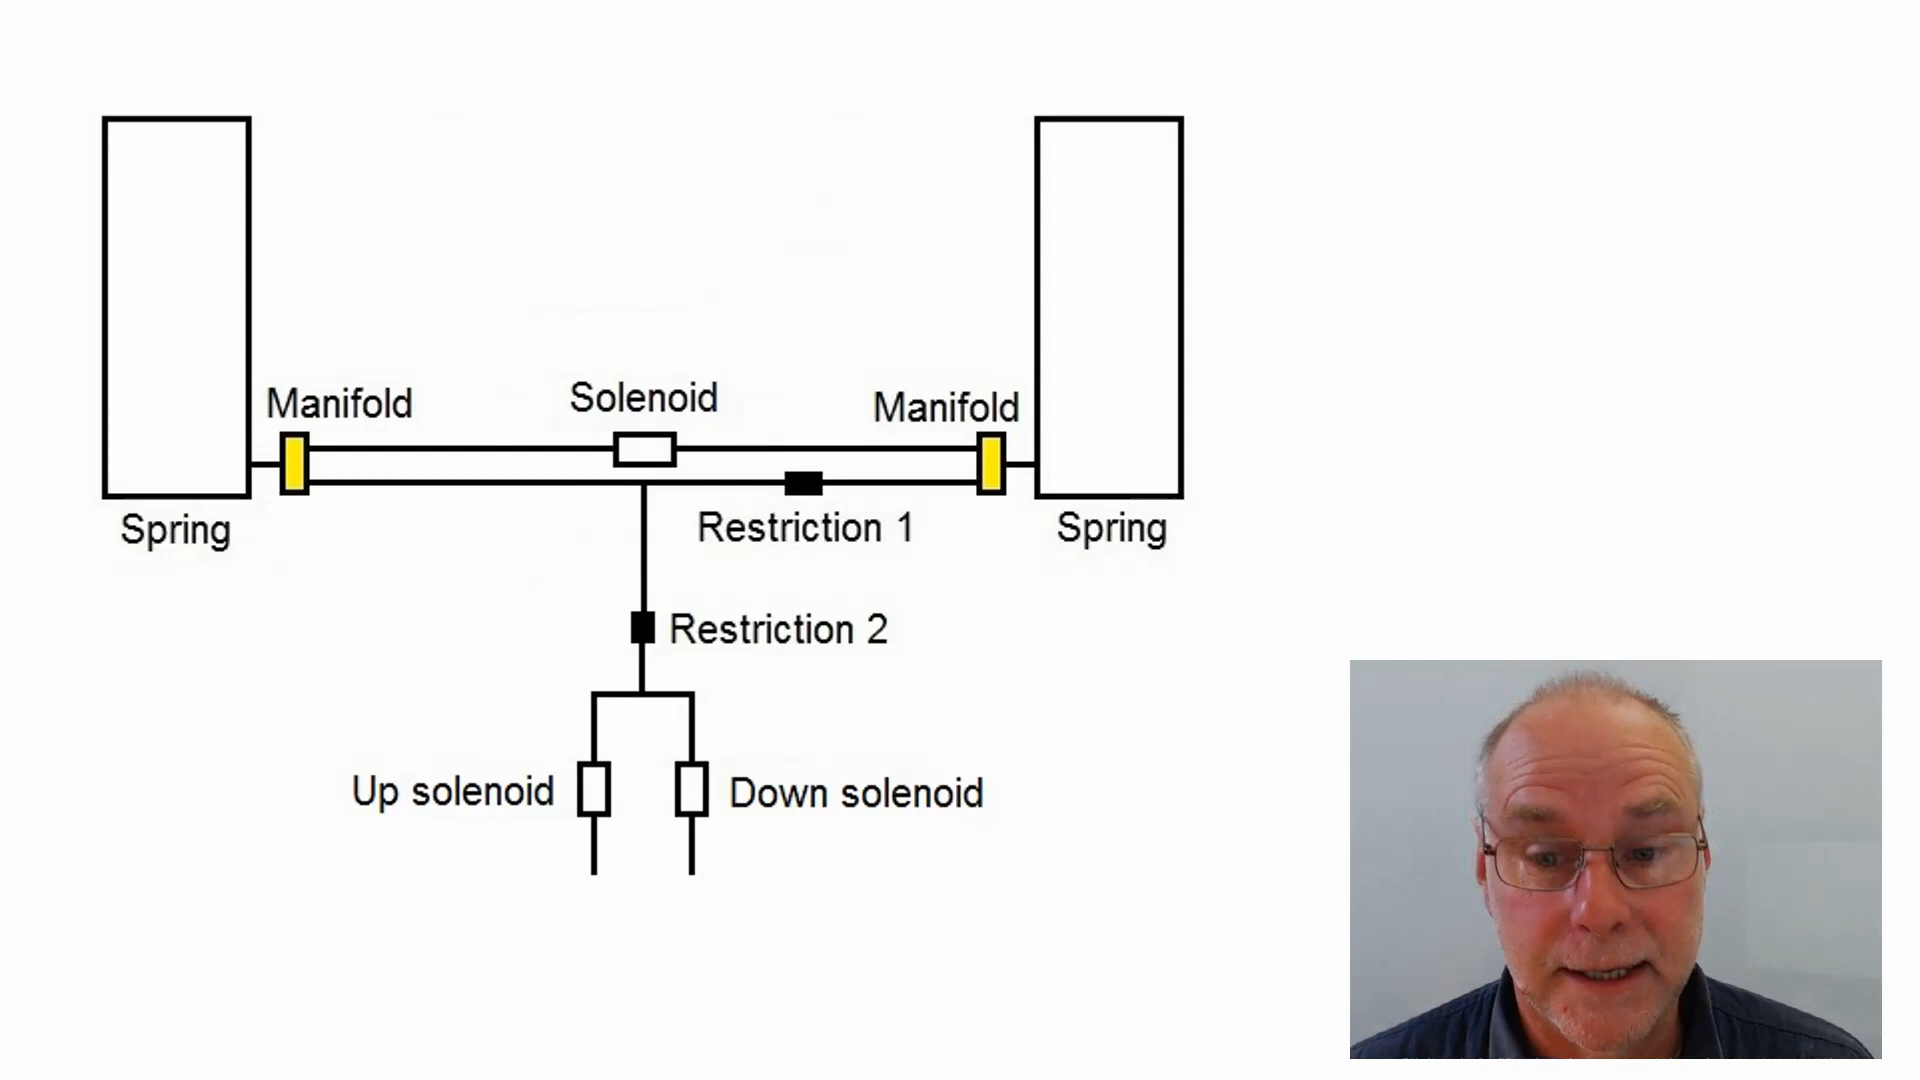 Manifold
Solenoid
Manifold
Spring
Restriction 1
Spring
Restriction 2
Up solenoid
Down solenoid